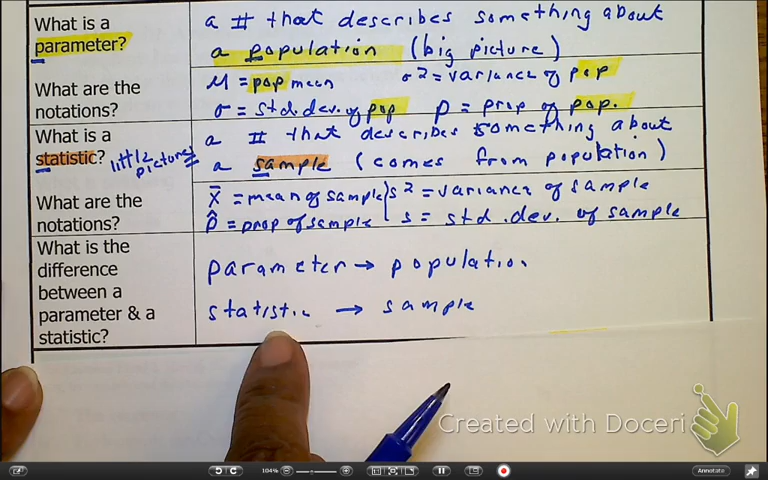 What is a
parameter?
a # that describes something about
a population (big picture)
What are the
notations?
μ = pop mean σ² = variance of pop
σ = std. dev. of pop p = prop of pop.
What is a
statistic? little picture
a # that describes something about
a sample (comes from population)
What are the
notations?
x̄ = mean of sample s² = variance of sample
p̂ = prop of sample s = std. dev. of sample
What is the
difference
between a
parameter & a
statistic?
parameter → population
statistic → sample
Created with Doceri
104%
Annotate